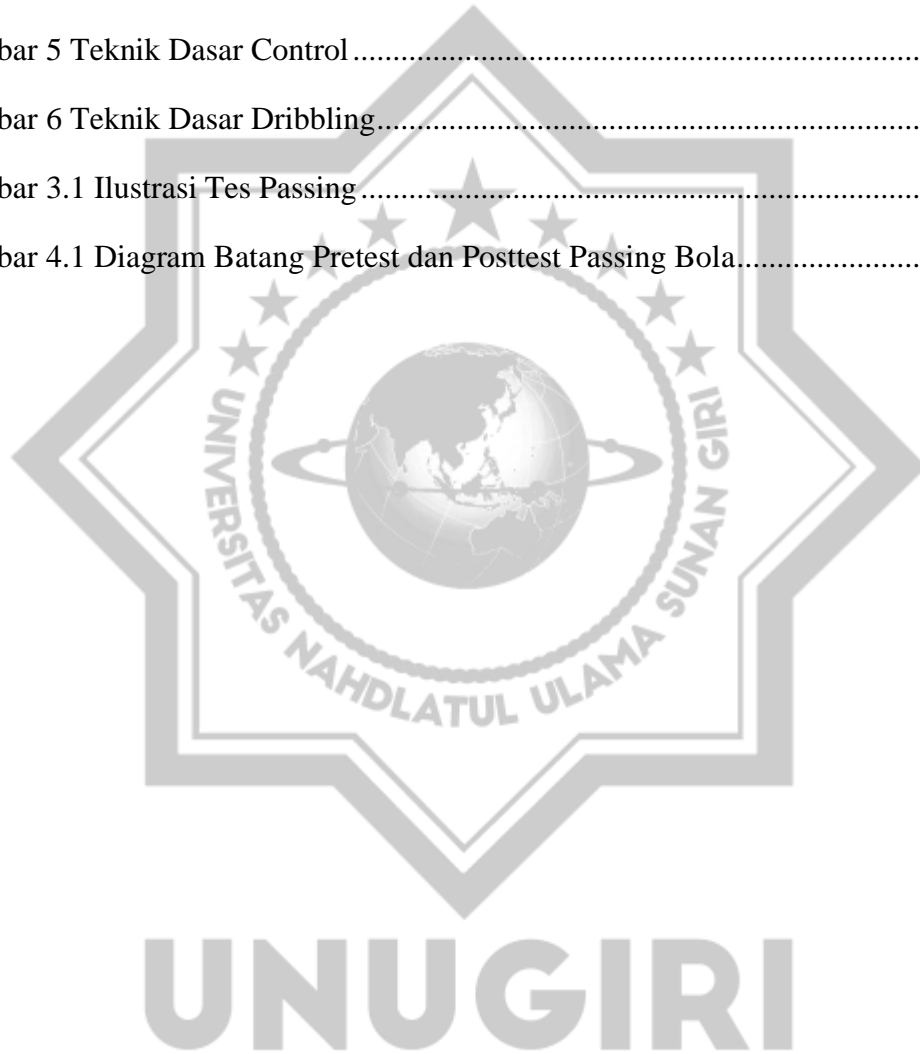 bar 5 Teknik Dasar Control........................................................................
bar 6 Teknik Dasar Dribbling.....................................................................
bar 3.1 Ilustrasi Tes Passing.......................................................................
bar 4.1 Diagram Batang Pretest dan Posttest Passing Bola.......................
UNIVERSITAS NAHDLATUL ULAMA SUNAN GIRI
UNUGIRI